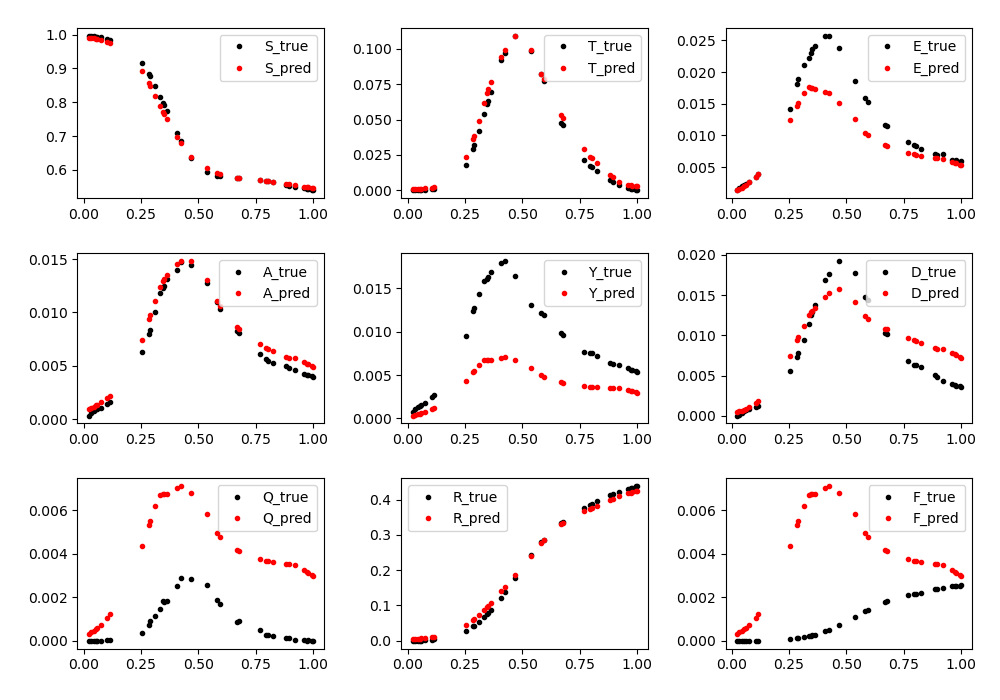 S_true
S_pred
1.0
0.9
0.8
0.7
0.6
0.00 0.25 0.50 0.75 1.00
T_true
T_pred
0.100
0.075
0.050
0.025
0.000
0.00 0.25 0.50 0.75 1.00
E_true
E_pred
0.025
0.020
0.015
0.010
0.005
0.00 0.25 0.50 0.75 1.00
A_true
A_pred
0.015
0.010
0.005
0.000
0.00 0.25 0.50 0.75 1.00
Y_true
Y_pred
0.015
0.010
0.005
0.000
0.00 0.25 0.50 0.75 1.00
D_true
D_pred
0.020
0.015
0.010
0.005
0.000
0.00 0.25 0.50 0.75 1.00
Q_true
Q_pred
0.006
0.004
0.002
0.000
0.00 0.25 0.50 0.75 1.00
R_true
R_pred
0.4
0.3
0.2
0.1
0.0
0.00 0.25 0.50 0.75 1.00
F_true
F_pred
0.006
0.004
0.002
0.000
0.00 0.25 0.50 0.75 1.00